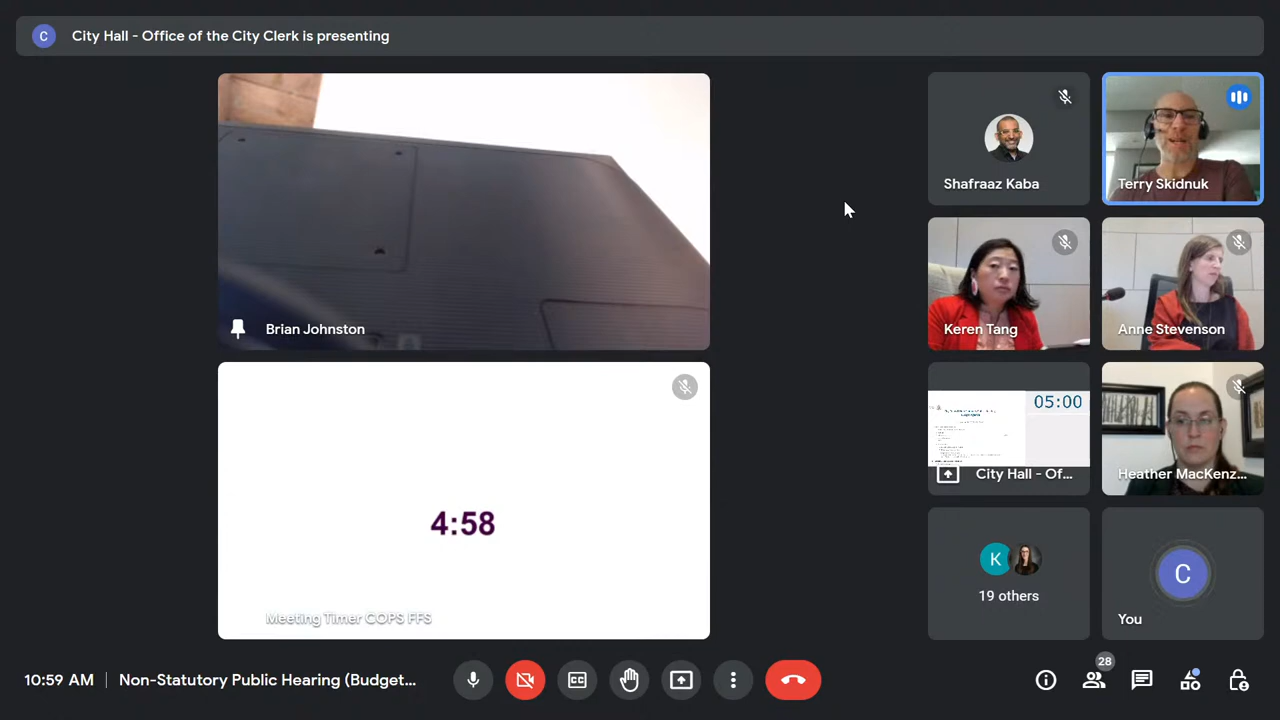 C
City Hall - Office of the City Clerk is presenting
Brian Johnston
Shafraaz Kaba
Terry Skidnuk
Keren Tang
Anne Stevenson
4:58
Meeting Timer COPS FFS
05:00
City Hall - Of...
Heather MacKenz...
K
19 others
C
You
10:59 AM
Non-Statutory Public Hearing (Budget...
CC
28